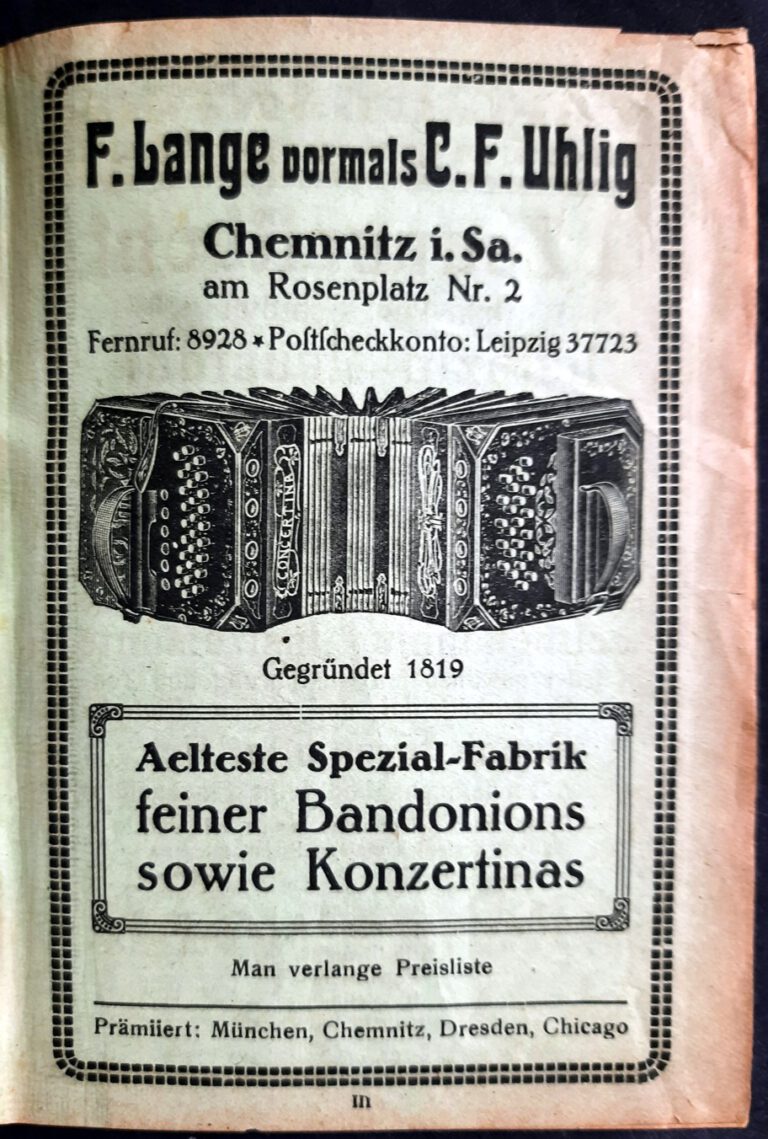 F. Lange vormals C. F. Uhlig
Chemnitz i. Sa.
am Rosenplatz Nr. 2
Fernruf: 8928 ★ Poſtſcheckkonto: Leipzig 37723
CONCERTINA
Gegründet 1819
Aelteste Spezial-Fabrik
feiner Bandonions
sowie Konzertinas
Man verlange Preisliste
Prämiiert: München, Chemnitz, Dresden, Chicago
III